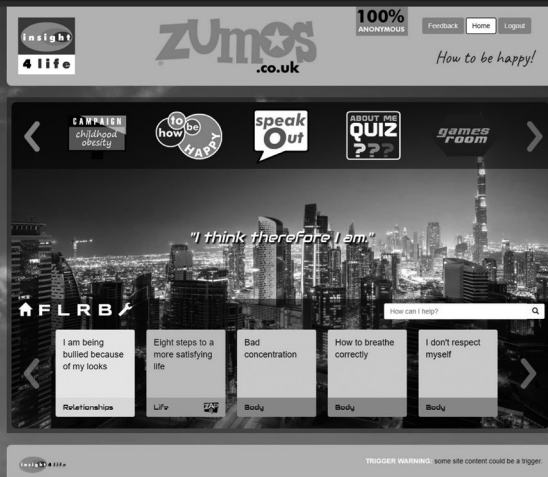 insight
4 life
zumos
.co.uk
100%
ANONYMOUS
Feedback
Home
Logout
How to be happy!
CAMPAIGN
childhood
obesity
how to be
HAPPY
speak
Out
ABOUT ME
QUIZ
???
games
room
"I think therefore I am."
F L R B
How can I help?
I am being
bullied because
of my looks
Relationships
Eight steps to a
more satisfying
life
Life
ZAP
Bad
concentration
Body
How to breathe
correctly
Body
I don't respect
myself
Body
insight 4 life
TRIGGER WARNING: some site content could be a trigger.